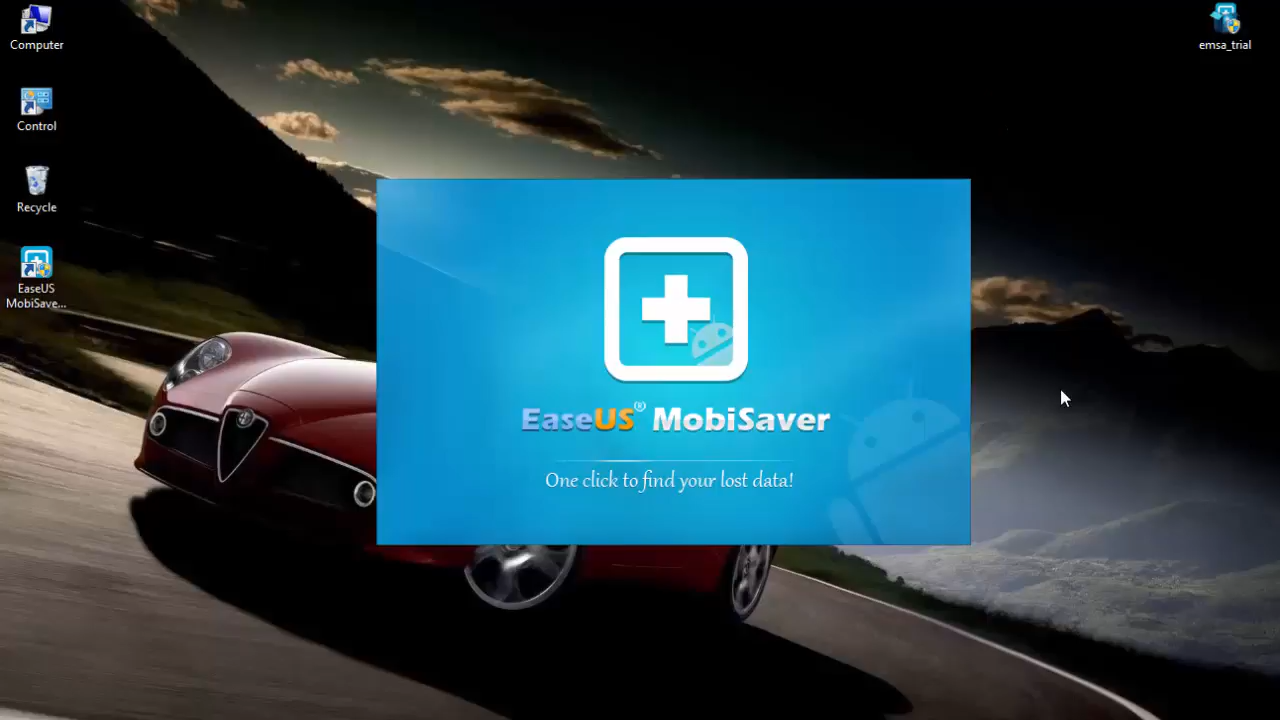 Computer
Control
Recycle
EaseUS
MobiSave...
emsa_trial
EaseUS® MobiSaver
One click to find your lost data!